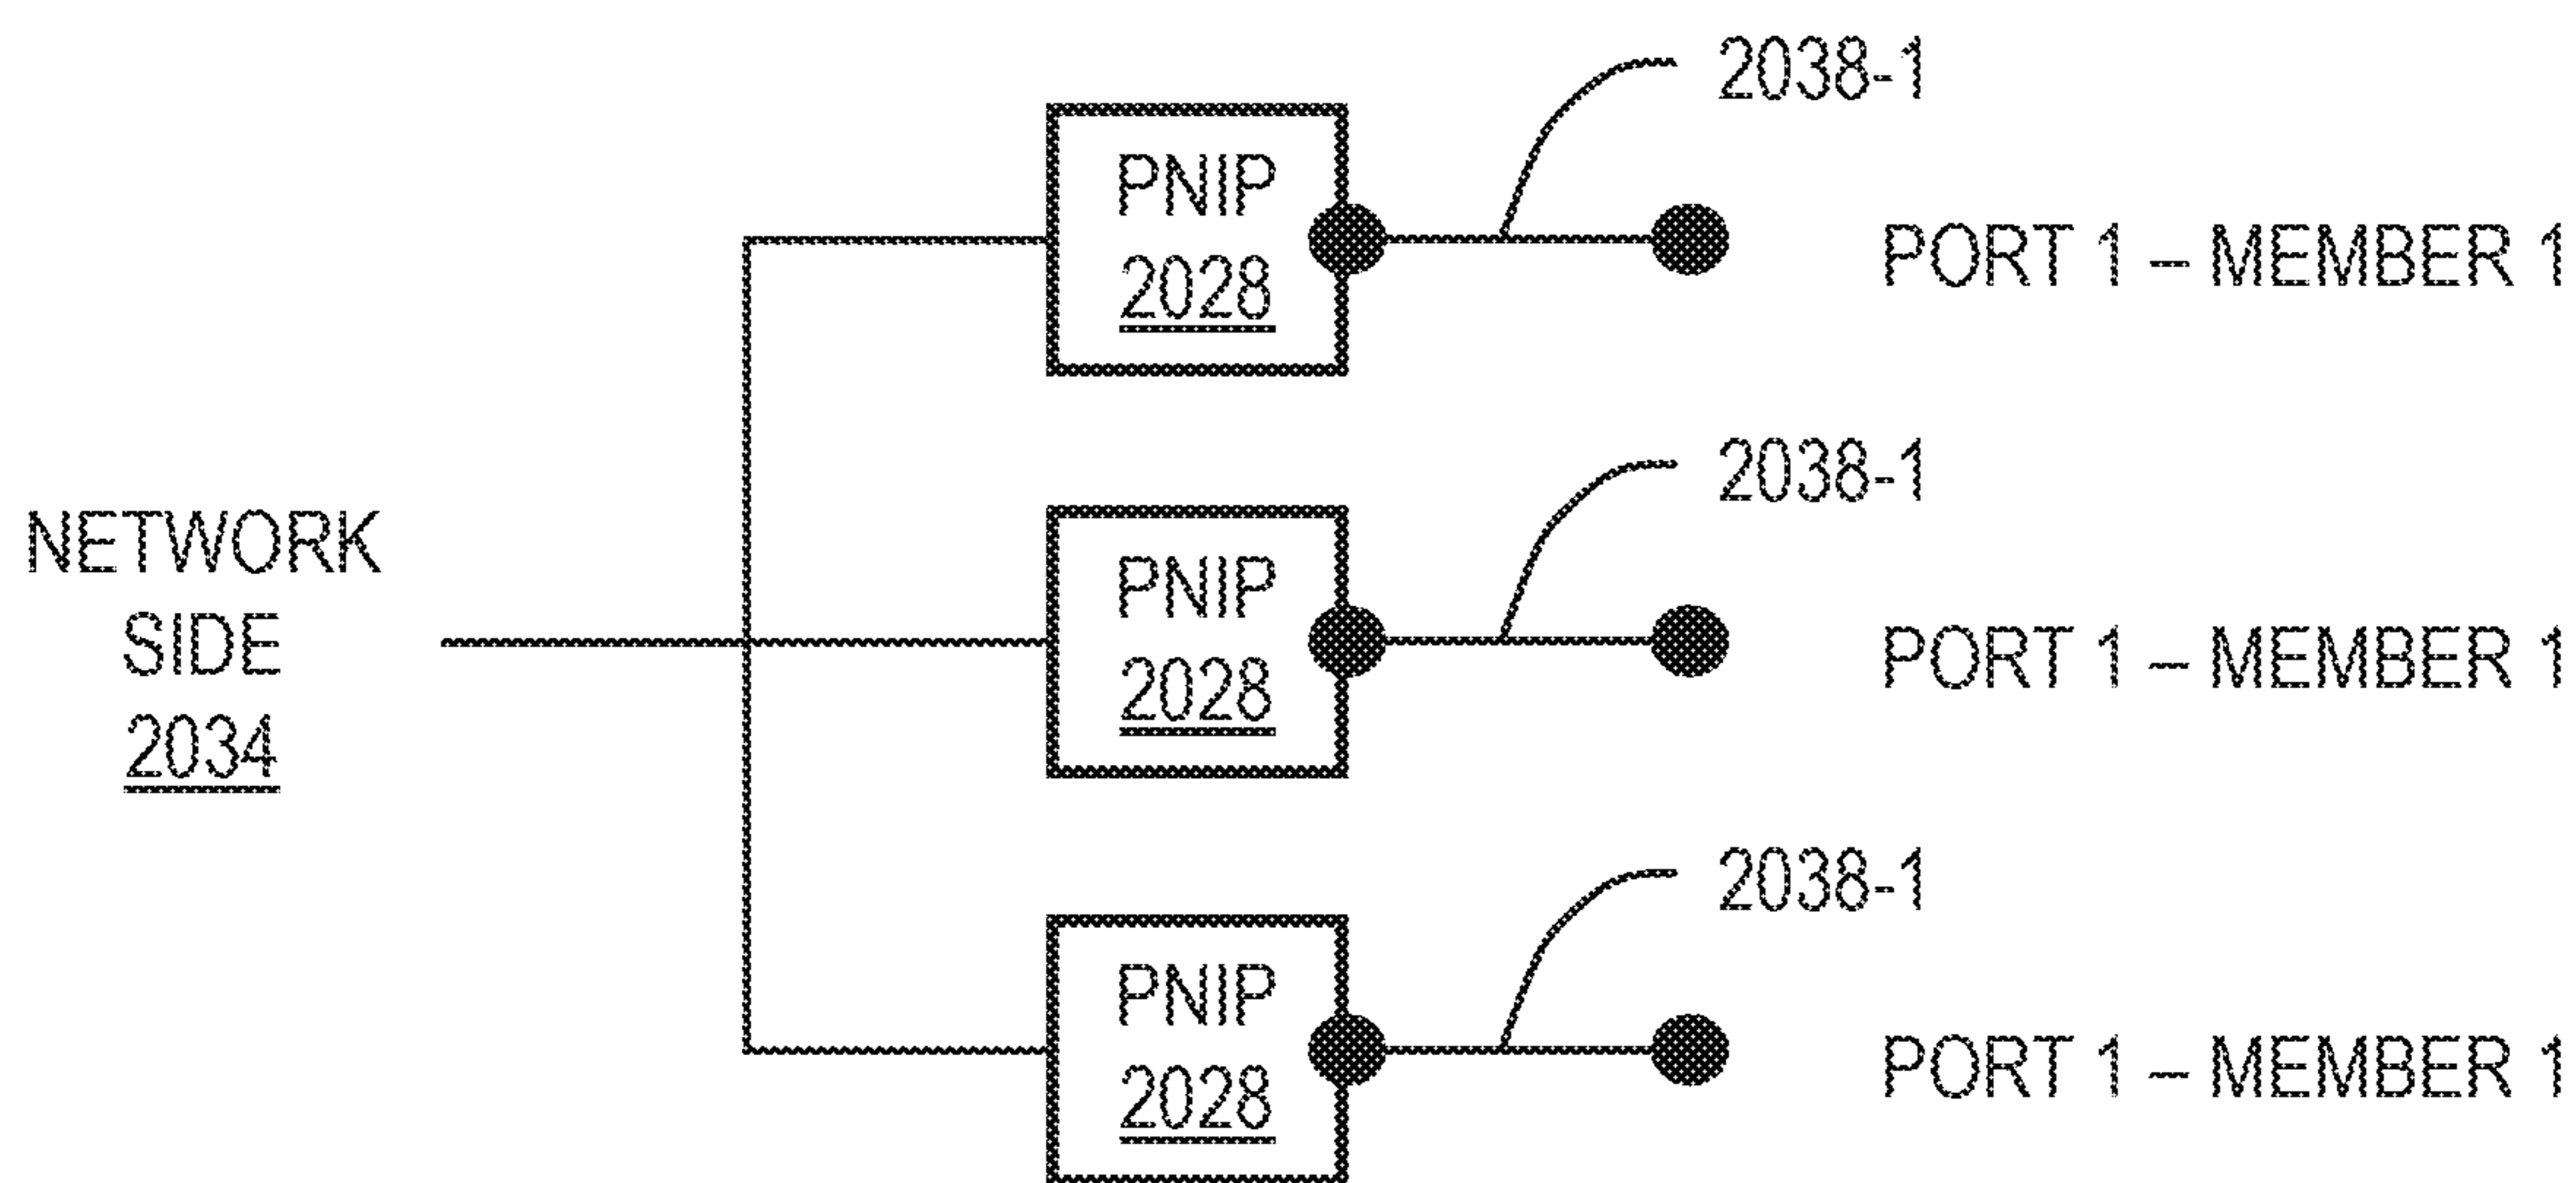 2038-1
PNIP
2028
PORT 1 – MEMBER 1
2038-1
NETWORK
SIDE
2034
PNIP
2028
PORT 1 – MEMBER 1
2038-1
PNIP
2028
PORT 1 – MEMBER 1